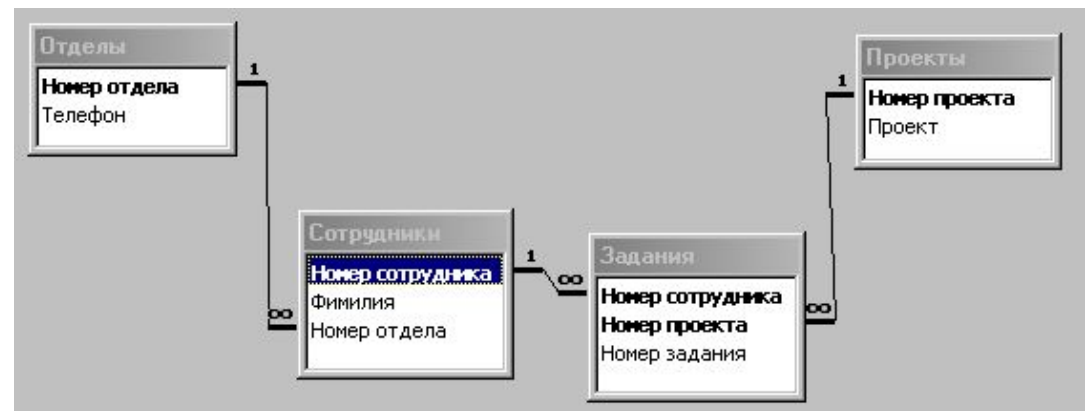 Отделы
Номер отдела
Телефон
1
∞
Сотрудники
Номер сотрудника
Фимилия
Номер отдела
1
∞
Задания
Номер сотрудника
Номер проекта
Номер задания
∞
1
Проекты
Номер проекта
Проект